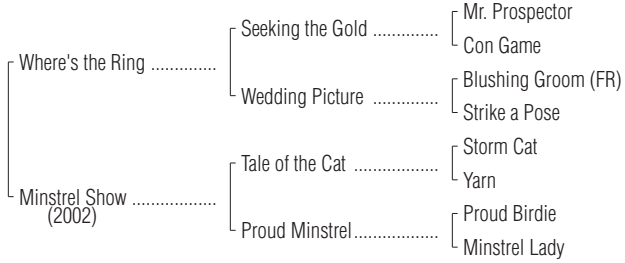 Mr. Prospector
Seeking the Gold ..............
Con Game
Where's the Ring ..............
Blushing Groom (FR)
Wedding Picture ..............
Strike a Pose
Storm Cat
Tale of the Cat ..................
Yarn
Minstrel Show ..................
(2002)
Proud Birdie
Proud Minstrel..................
Minstrel Lady